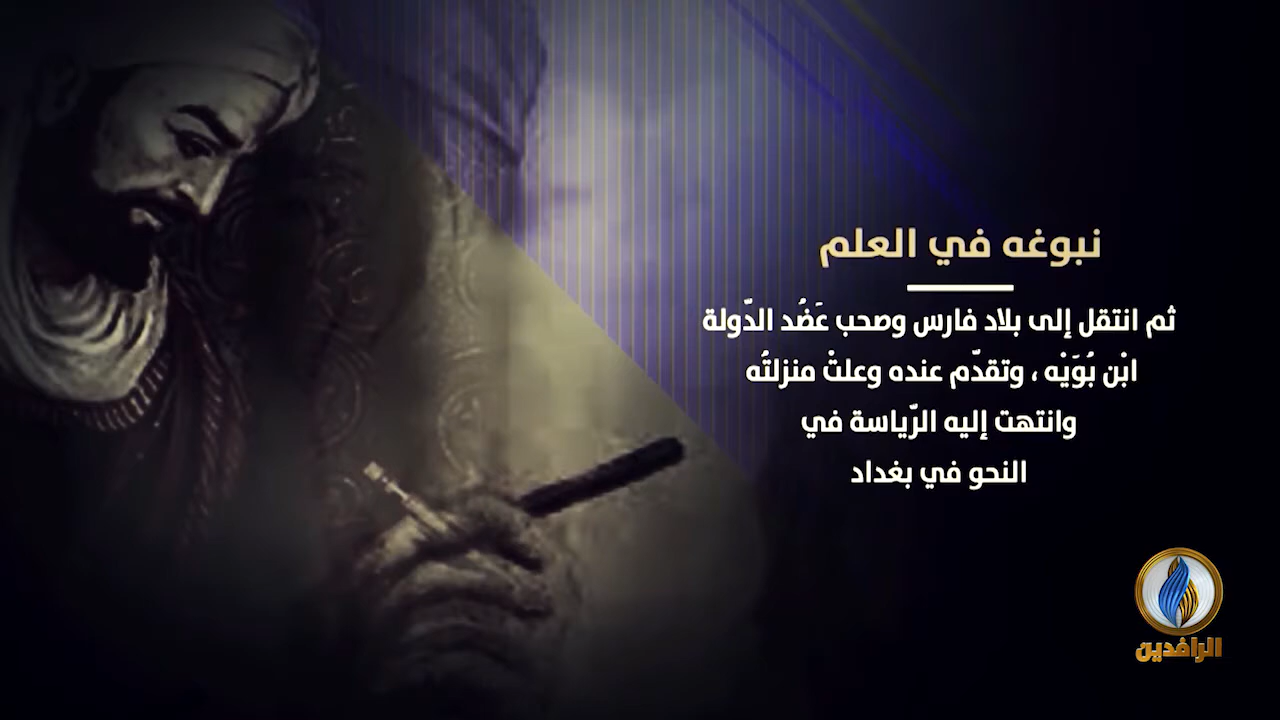 نبوغه في العلم
ثم انتقل إلى بلاد فارس وصحب عَضُد الدّولة
ابْن بُوَيْه ، وتقدّم عنده وعلتْ منزلتُه
وانتهت إليه الرّياسة في
النحو في بغداد
الرافدين